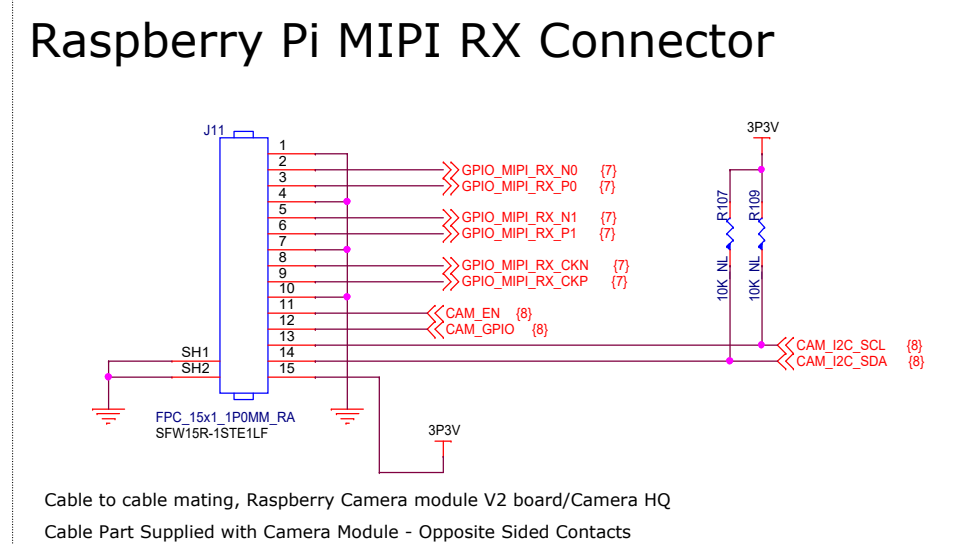 Raspberry Pi MIPI RX Connector
J11
3P3V
1
2
GPIO_MIPI_RX_N0 {7}
3
GPIO_MIPI_RX_P0 {7}
4
5
GPIO_MIPI_RX_N1 {7}
6
GPIO_MIPI_RX_P1 {7}
7
8
GPIO_MIPI_RX_CKN {7}
9
GPIO_MIPI_RX_CKP {7}
10
11
CAM_EN {8}
12
CAM_GPIO {8}
13
CAM_I2C_SCL {8}
14
CAM_I2C_SDA {8}
15
R107
10K_NL
R109
10K_NL
SH1
SH2
FPC_15x1_1P0MM_RA
SFW15R-1STE1LF
3P3V
Cable to cable mating, Raspberry Camera module V2 board/Camera HQ
Cable Part Supplied with Camera Module - Opposite Sided Contacts